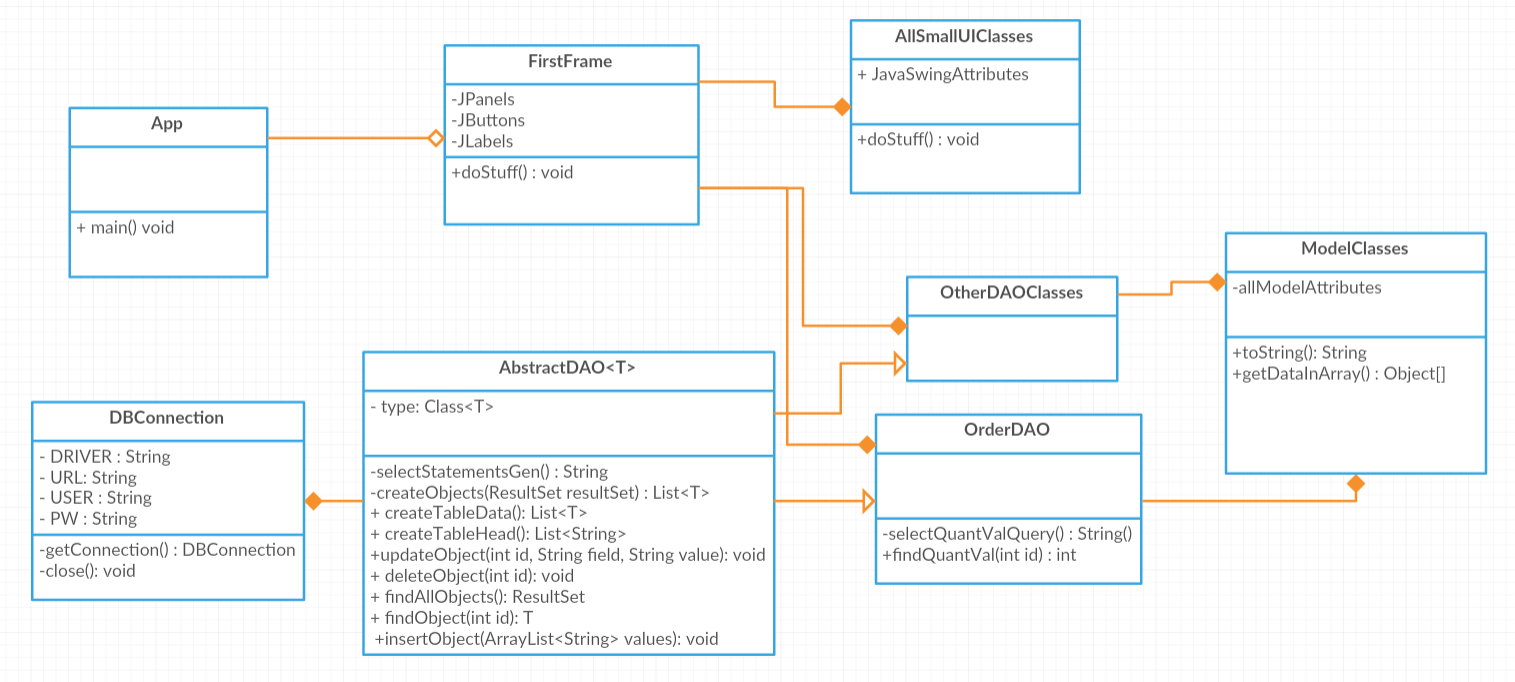 App
+ main() void
FirstFrame
-JPanels
-JButtons
-JLabels
+doStuff() : void
AllSmallUIClasses
+ JavaSwingAttributes
+doStuff() : void
OtherDAOClasses
ModelClasses
-allModelAttributes
+toString(): String
+getDataInArray() : Object[]
DBConnection
- DRIVER : String
- URL: String
- USER : String
- PW : String
-getConnection() : DBConnection
-close(): void
AbstractDAO<T>
- type: Class<T>
-selectStatementsGen() : String
-createObjects(ResultSet resultSet) : List<T>
+ createTableData(): List<T>
+ createTableHead(): List<String>
+updateObject(int id, String field, String value): void
+ deleteObject(int id): void
+ findAllObjects(): ResultSet
+ findObject(int id): T
+insertObject(ArrayList<String> values): void
OrderDAO
-selectQuantValQuery() : String()
+findQuantVal(int id) : int